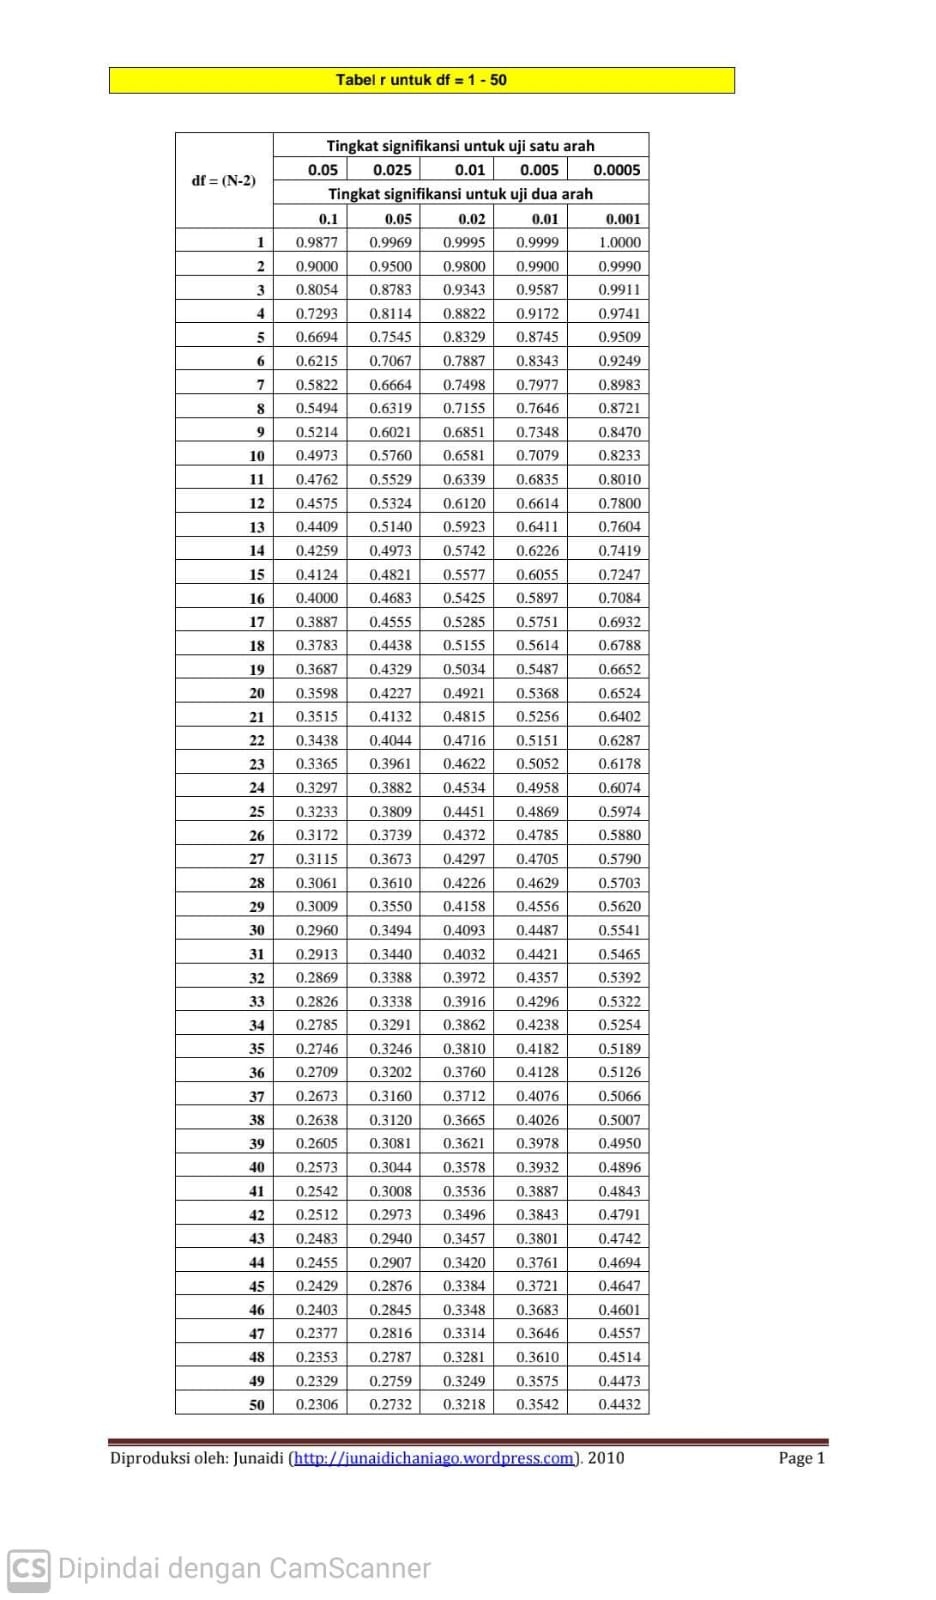 Tabel r untuk df = 1 - 50
df = (N-2)
Tingkat signifikansi untuk uji satu arah
0.05 0.025 0.01 0.005 0.0005
Tingkat signifikansi untuk uji dua arah
0.1 0.05 0.02 0.01 0.001
1 0.9877 0.9969 0.9995 0.9999 1.0000
2 0.9000 0.9500 0.9800 0.9900 0.9990
3 0.8054 0.8783 0.9343 0.9587 0.9911
4 0.7293 0.8114 0.8822 0.9172 0.9741
5 0.6694 0.7545 0.8329 0.8745 0.9509
6 0.6215 0.7067 0.7887 0.8343 0.9249
7 0.5822 0.6664 0.7498 0.7977 0.8983
8 0.5494 0.6319 0.7155 0.7646 0.8721
9 0.5214 0.6021 0.6851 0.7348 0.8470
10 0.4973 0.5760 0.6581 0.7079 0.8233
11 0.4762 0.5529 0.6339 0.6835 0.8010
12 0.4575 0.5324 0.6120 0.6614 0.7800
13 0.4409 0.5140 0.5923 0.6411 0.7604
14 0.4259 0.4973 0.5742 0.6226 0.7419
15 0.4124 0.4821 0.5577 0.6055 0.7247
16 0.4000 0.4683 0.5425 0.5897 0.7084
17 0.3887 0.4555 0.5285 0.5751 0.6932
18 0.3783 0.4438 0.5155 0.5614 0.6788
19 0.3687 0.4329 0.5034 0.5487 0.6652
20 0.3598 0.4227 0.4921 0.5368 0.6524
21 0.3515 0.4132 0.4815 0.5256 0.6402
22 0.3438 0.4044 0.4716 0.5151 0.6287
23 0.3365 0.3961 0.4622 0.5052 0.6178
24 0.3297 0.3882 0.4534 0.4958 0.6074
25 0.3233 0.3809 0.4451 0.4869 0.5974
26 0.3172 0.3739 0.4372 0.4785 0.5880
27 0.3115 0.3673 0.4297 0.4705 0.5790
28 0.3061 0.3610 0.4226 0.4629 0.5703
29 0.3009 0.3550 0.4158 0.4556 0.5620
30 0.2960 0.3494 0.4093 0.4487 0.5541
31 0.2913 0.3440 0.4032 0.4421 0.5465
32 0.2869 0.3388 0.3972 0.4357 0.5392
33 0.2826 0.3338 0.3916 0.4296 0.5322
34 0.2785 0.3291 0.3862 0.4238 0.5254
35 0.2746 0.3246 0.3810 0.4182 0.5189
36 0.2709 0.3202 0.3760 0.4128 0.5126
37 0.2673 0.3160 0.3712 0.4076 0.5066
38 0.2638 0.3120 0.3665 0.4026 0.5007
39 0.2605 0.3081 0.3621 0.3978 0.4950
40 0.2573 0.3044 0.3578 0.3932 0.4896
41 0.2542 0.3008 0.3536 0.3887 0.4843
42 0.2512 0.2973 0.3496 0.3843 0.4791
43 0.2483 0.2940 0.3457 0.3801 0.4742
44 0.2455 0.2907 0.3420 0.3761 0.4694
45 0.2429 0.2876 0.3384 0.3721 0.4647
46 0.2403 0.2845 0.3348 0.3683 0.4601
47 0.2377 0.2816 0.3314 0.3646 0.4557
48 0.2353 0.2787 0.3281 0.3610 0.4514
49 0.2329 0.2759 0.3249 0.3575 0.4473
50 0.2306 0.2732 0.3218 0.3542 0.4432
Diproduksi oleh: Junaidi (http://junaidichaniago.wordpress.com). 2010 Page 1
CS Dipindai dengan CamScanner